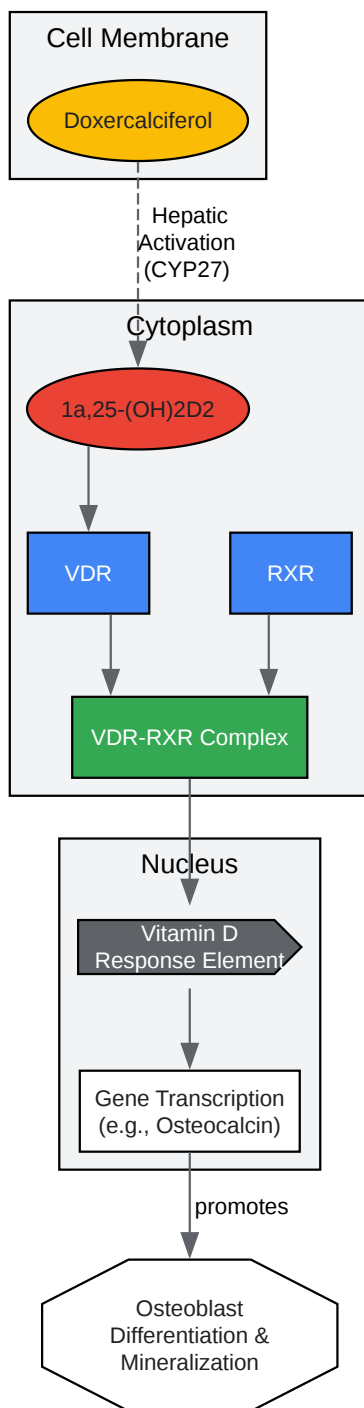 Cell Membrane
Doxercalciferol
Hepatic
Activation
(CYP27)
Cytoplasm
1a,25-(OH)2D2
VDR
RXR
VDR-RXR Complex
Nucleus
Vitamin D
Response Element
Gene Transcription
(e.g., Osteocalcin)
promotes
Osteoblast
Differentiation &
Mineralization